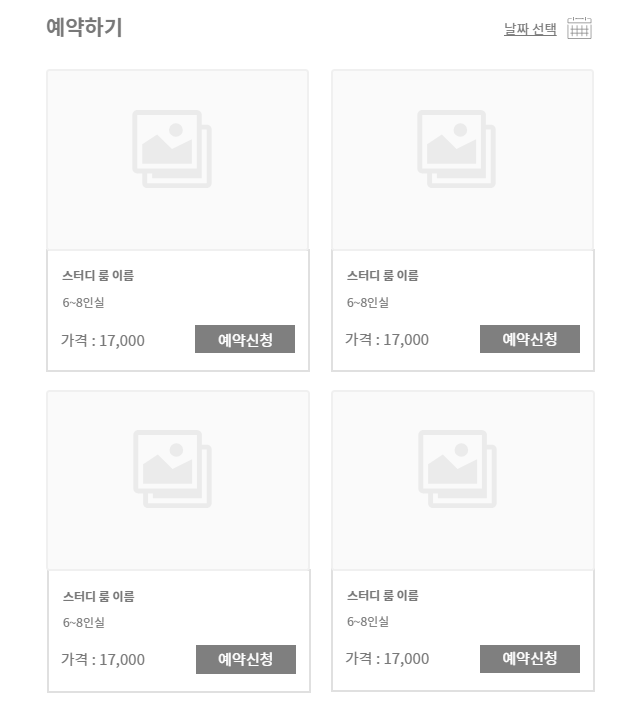 예약하기
날짜 선택
스터디 룸 이름
6~8인실
가격 : 17,000
예약신청
스터디 룸 이름
6~8인실
가격 : 17,000
예약신청
스터디 룸 이름
6~8인실
가격 : 17,000
예약신청
스터디 룸 이름
6~8인실
가격 : 17,000
예약신청